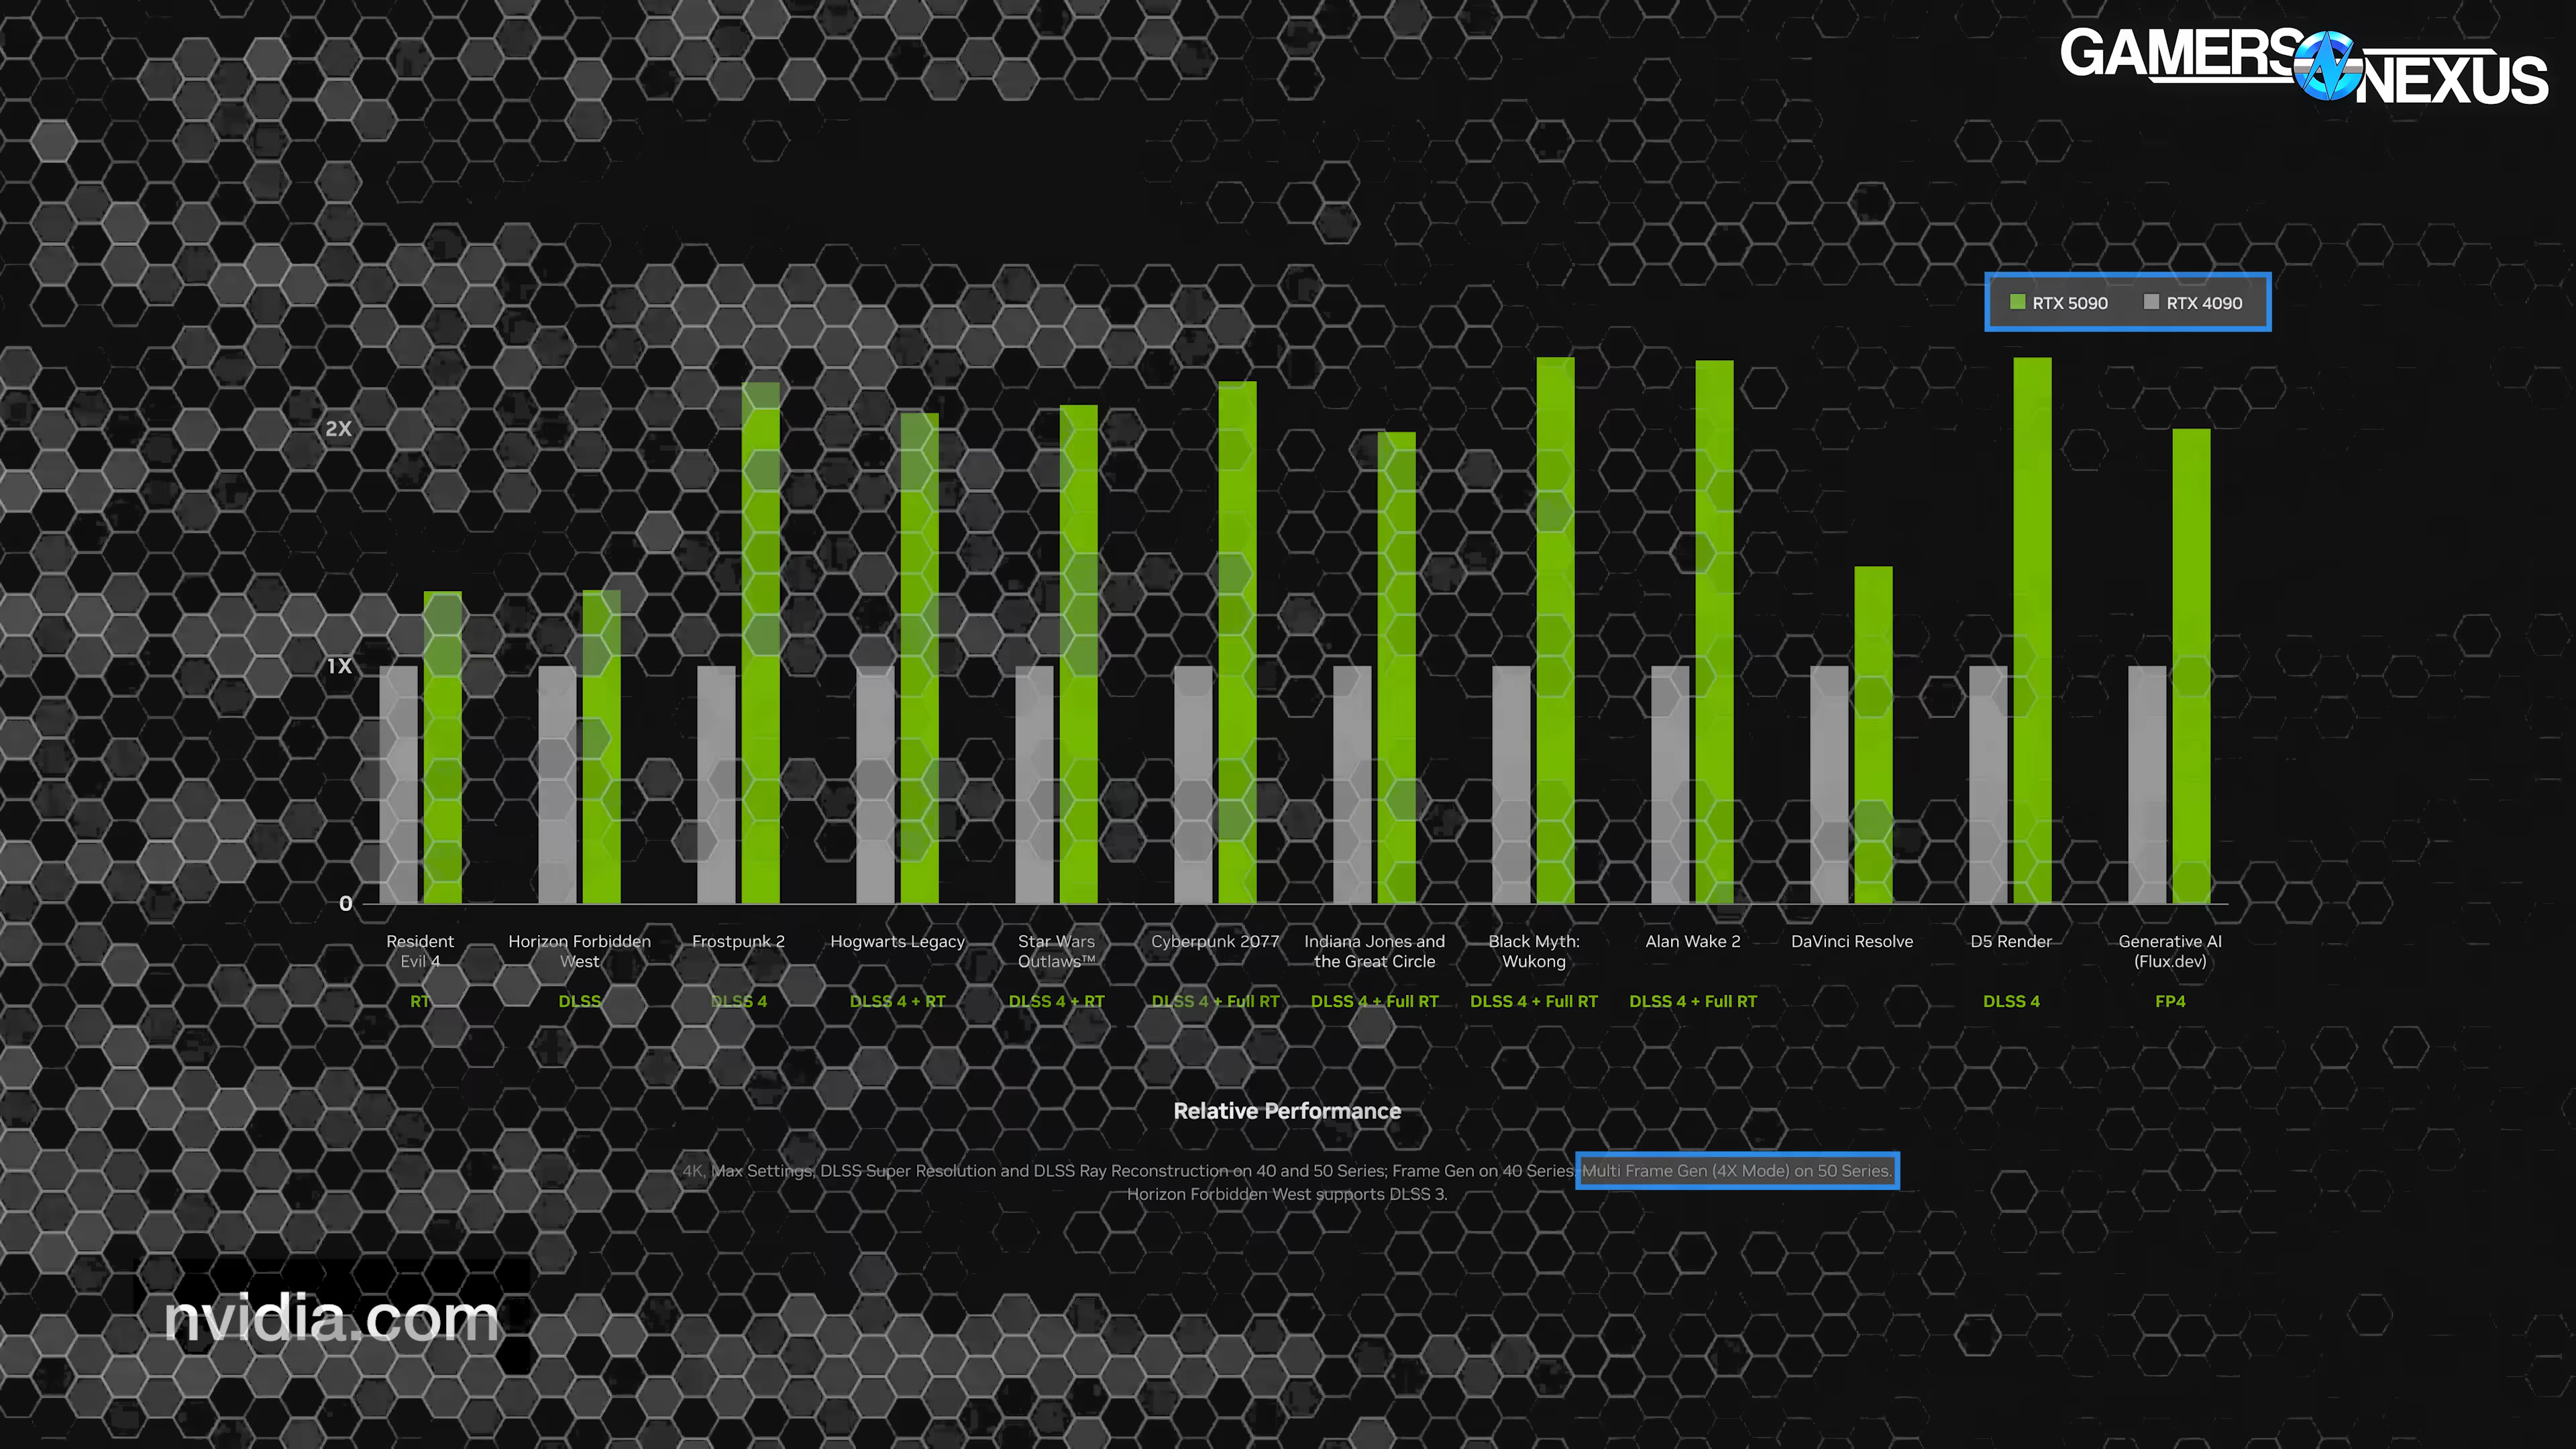 GAMERS NEXUS
RTX 5090 RTX 4090
2X
1X
0
Resident
Evil 4
RT
Horizon Forbidden
West
DLSS
Frostpunk 2
DLSS 4
Hogwarts Legacy
DLSS 4 + RT
Star Wars
Outlaws™
DLSS 4 + RT
Cyberpunk 2077
DLSS 4 + Full RT
Indiana Jones and
the Great Circle
DLSS 4 + Full RT
Black Myth:
Wukong
DLSS 4 + Full RT
Alan Wake 2
DLSS 4 + Full RT
DaVinci Resolve
D5 Render
DLSS 4
Generative AI
(Flux.dev)
FP4
Relative Performance
4K, Max Settings, DLSS Super Resolution and DLSS Ray Reconstruction on 40 and 50 Series; Frame Gen on 40 Series. Multi Frame Gen (4X Mode) on 50 Series.
Horizon Forbidden West supports DLSS 3.
nvidia.com